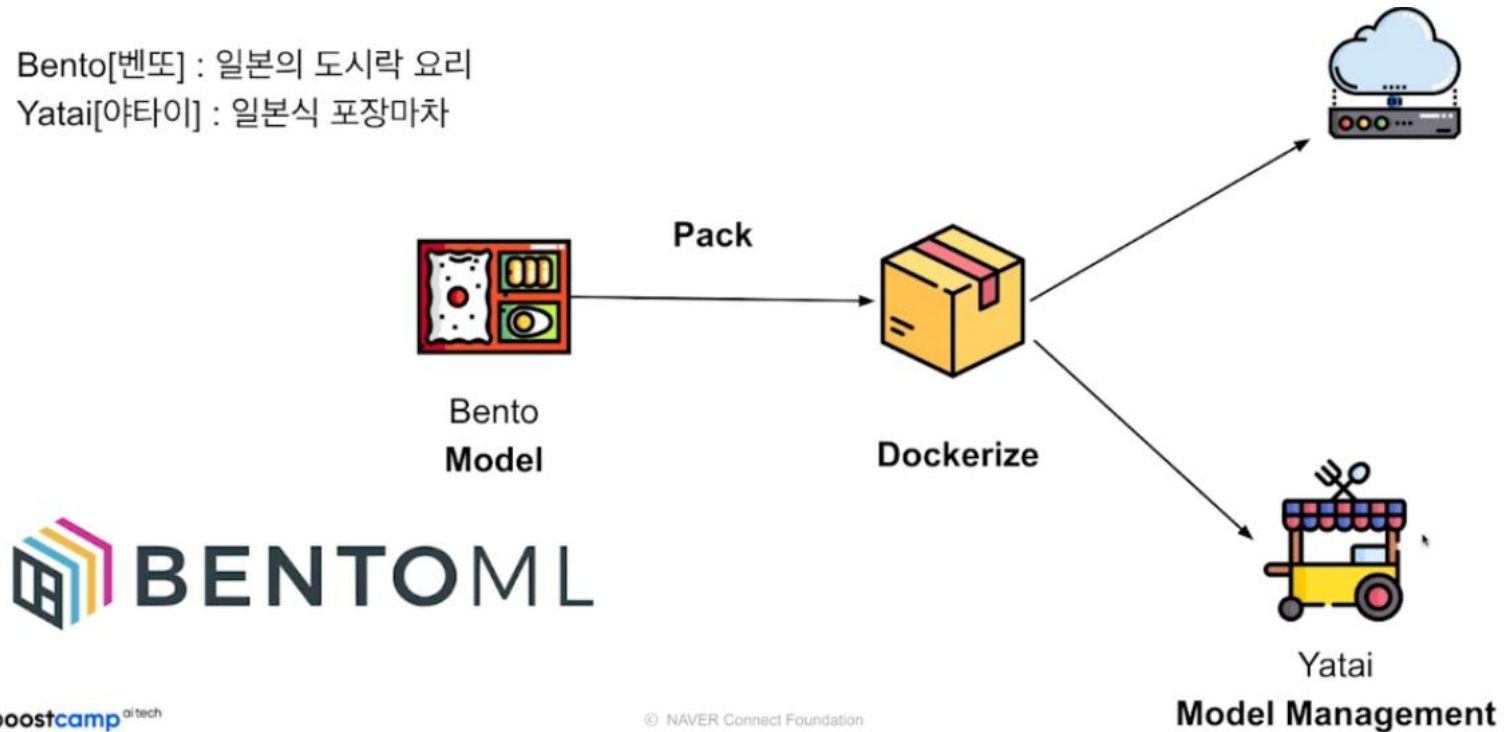 Bento[벤또] : 일본의 도시락 요리
Yatai[야타이] : 일본식 포장마차
Pack
Bento
Model
Dockerize
BENTOML
Yatai
Model Management
boostcamp ai tech
© NAVER Connect Foundation